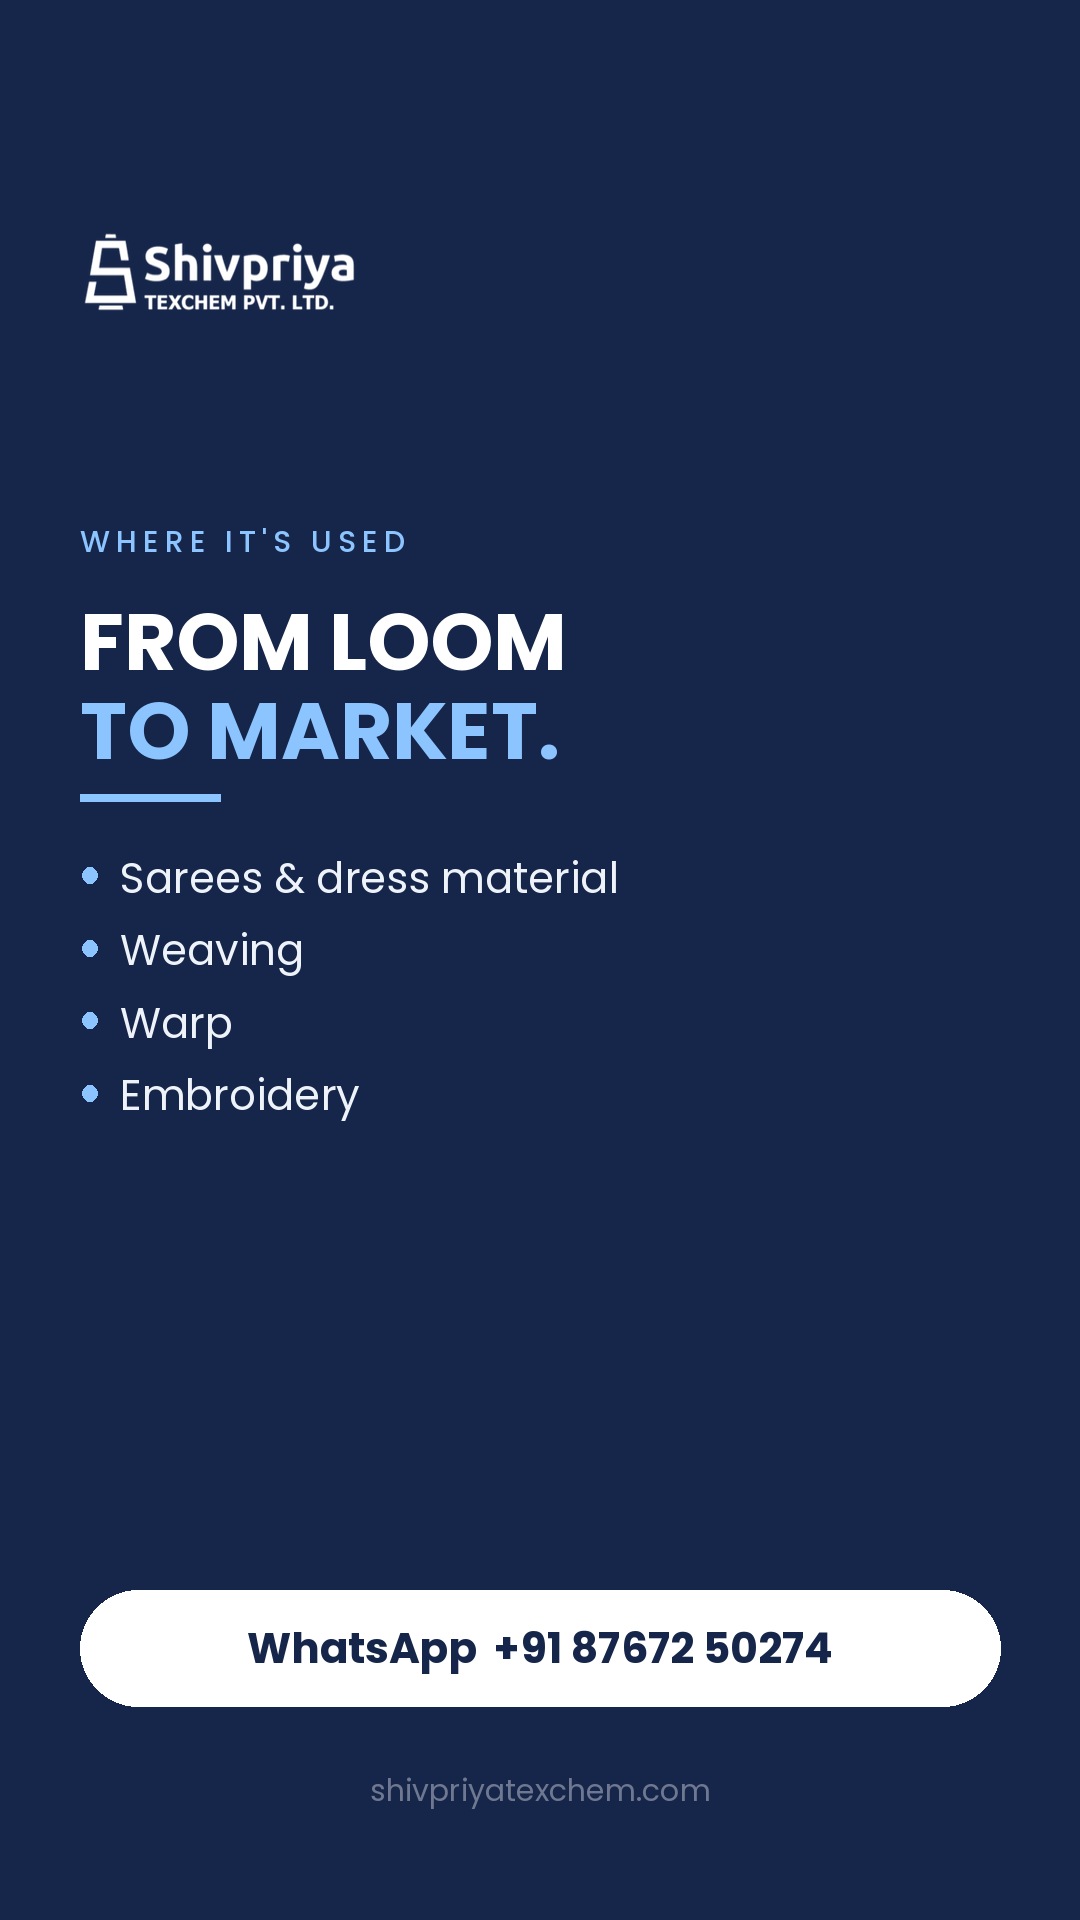 Shivpriya
TEXCHEM PVT. LTD.
WHERE IT'S USED
FROM LOOM
TO MARKET.
• Sarees & dress material
• Weaving
• Warp
• Embroidery
WhatsApp +91 87672 50274
shivpriyatexchem.com